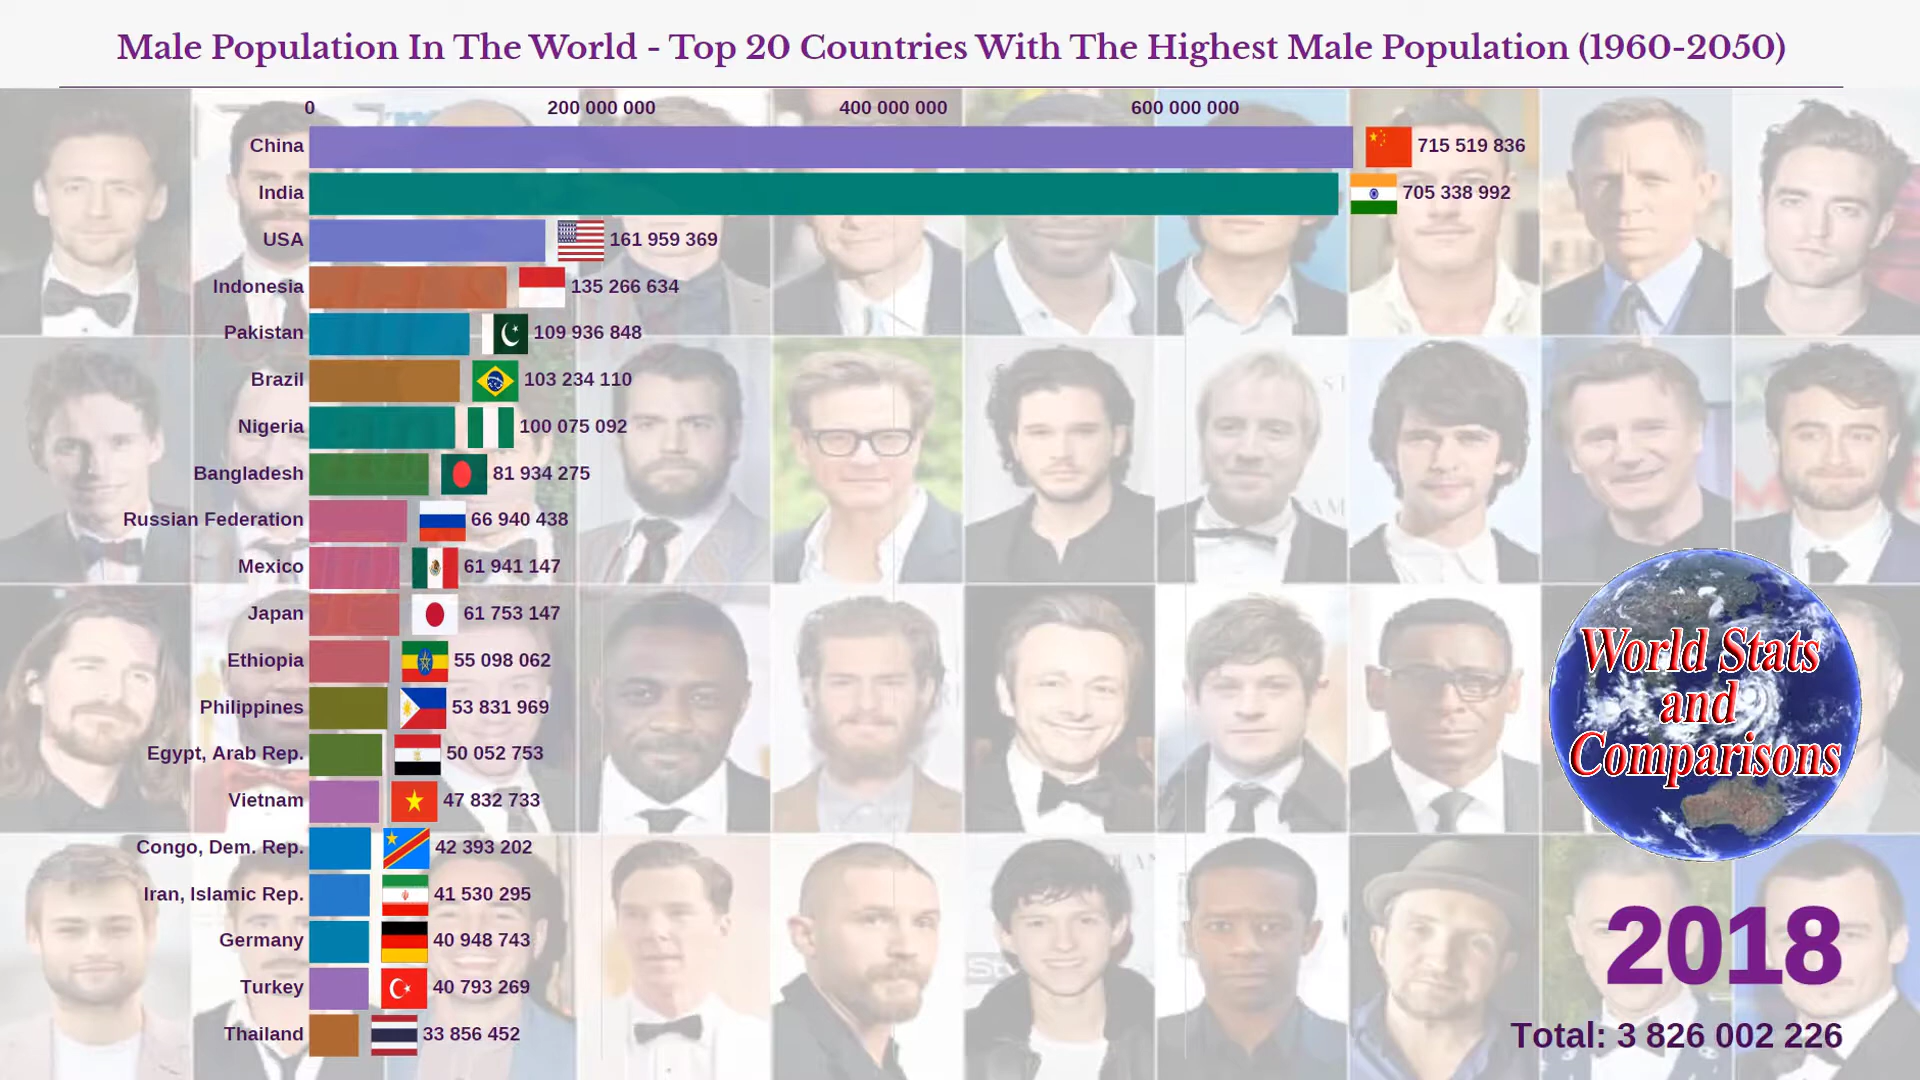 Male Population In The World - Top 20 Countries With The Highest Male Population (1960-2050)
0 200 000 000 400 000 000 600 000 000
China 715 519 836
India 705 338 992
USA 161 959 369
Indonesia 135 266 634
Pakistan 109 936 848
Brazil 103 234 110
Nigeria 100 075 092
Bangladesh 81 934 275
Russian Federation 66 940 438
Mexico 61 941 147
Japan 61 753 147
Ethiopia 55 098 062
Philippines 53 831 969
Egypt, Arab Rep. 50 052 753
Vietnam 47 832 733
Congo, Dem. Rep. 42 393 202
Iran, Islamic Rep. 41 530 295
Germany 40 948 743
Turkey 40 793 269
Thailand 33 856 452
World Stats
and
Comparisons
2018
Total: 3 826 002 226